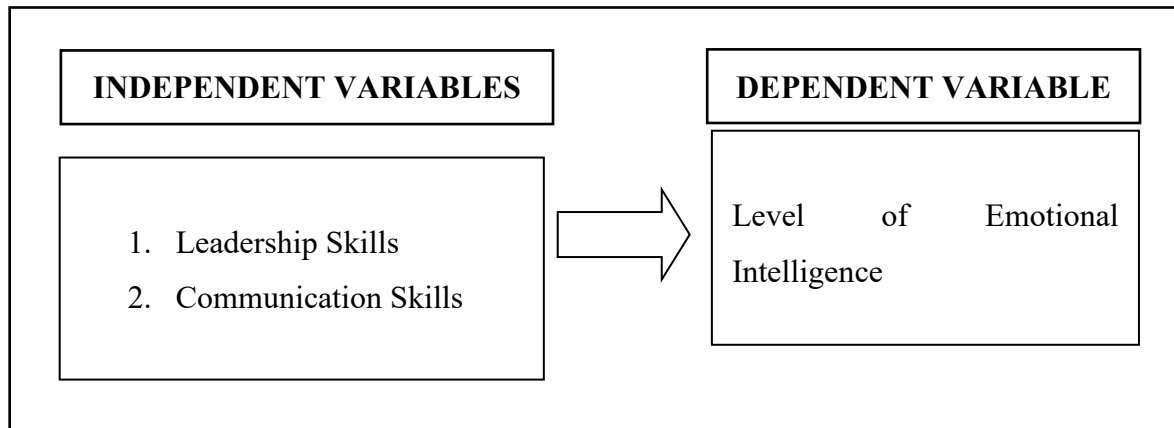 INDEPENDENT VARIABLES
1. Leadership Skills
2. Communication Skills
DEPENDENT VARIABLE
Level of Emotional
Intelligence